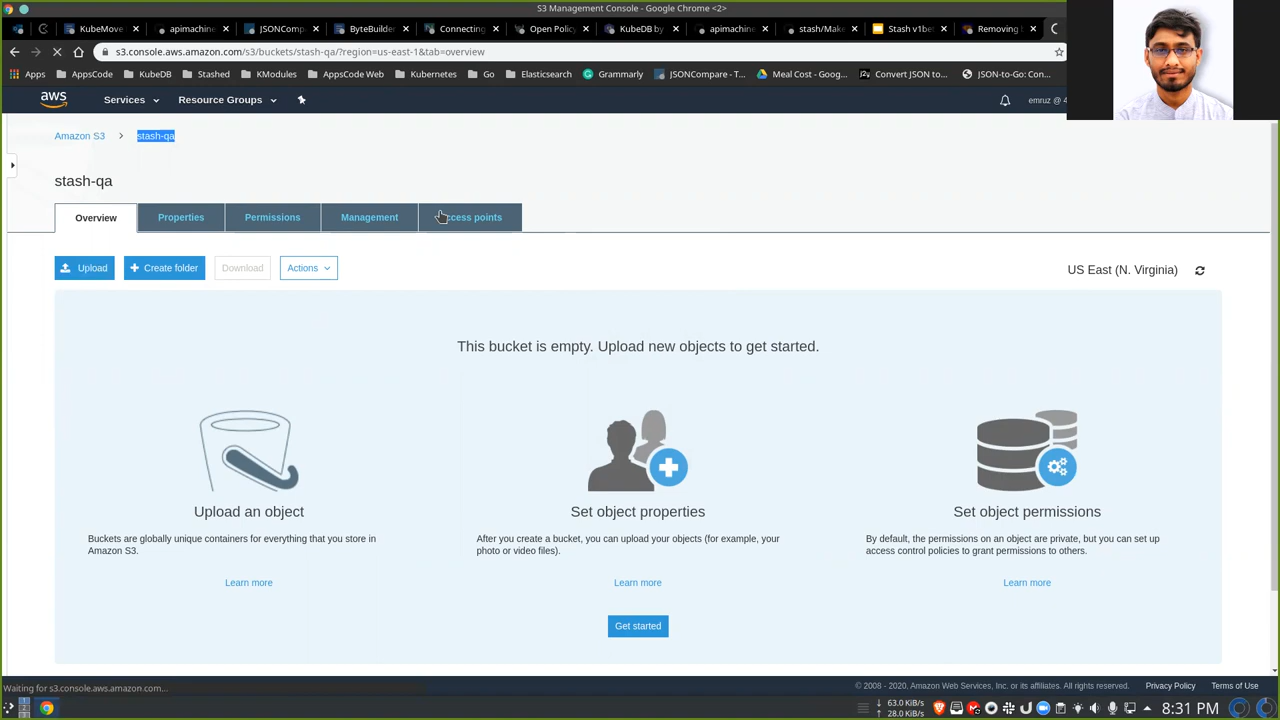 S3 Management Console - Google Chrome <2>
KubeMove
apimachin
JSONComp
ByteBuilde
Connecting
Open Policy
KubeDB by
apimachine
stash/Make
Stash v1bet
Removing
s3.console.aws.amazon.com/s3/buckets/stash-qa/?region=us-east-1&tab=overview
Apps
AppsCode
KubeDB
Stashed
KModules
AppsCode Web
Kubernetes
Go
Elasticsearch
Grammarly
JSONCompare - T...
Meal Cost - Goog...
Convert JSON to...
JSON-to-Go: Con...
aws
Services
Resource Groups
emruz @ 4
Amazon S3
stash-qa
stash-qa
Overview
Properties
Permissions
Management
ccess points
Upload
Create folder
Download
Actions
US East (N. Virginia)
This bucket is empty. Upload new objects to get started.
Upload an object
Buckets are globally unique containers for everything that you store in
Amazon S3.
Learn more
Set object properties
After you create a bucket, you can upload your objects (for example, your
photo or video files).
Learn more
Set object permissions
By default, the permissions on an object are private, but you can set up
access control policies to grant permissions to others.
Learn more
Get started
Waiting for s3.console.aws.amazon.com...
© 2008 - 2020, Amazon Web Services, Inc. or its affiliates. All rights reserved.
Privacy Policy
Terms of Use
63.0 KiB/s
28.0 KiB/s
8:31 PM